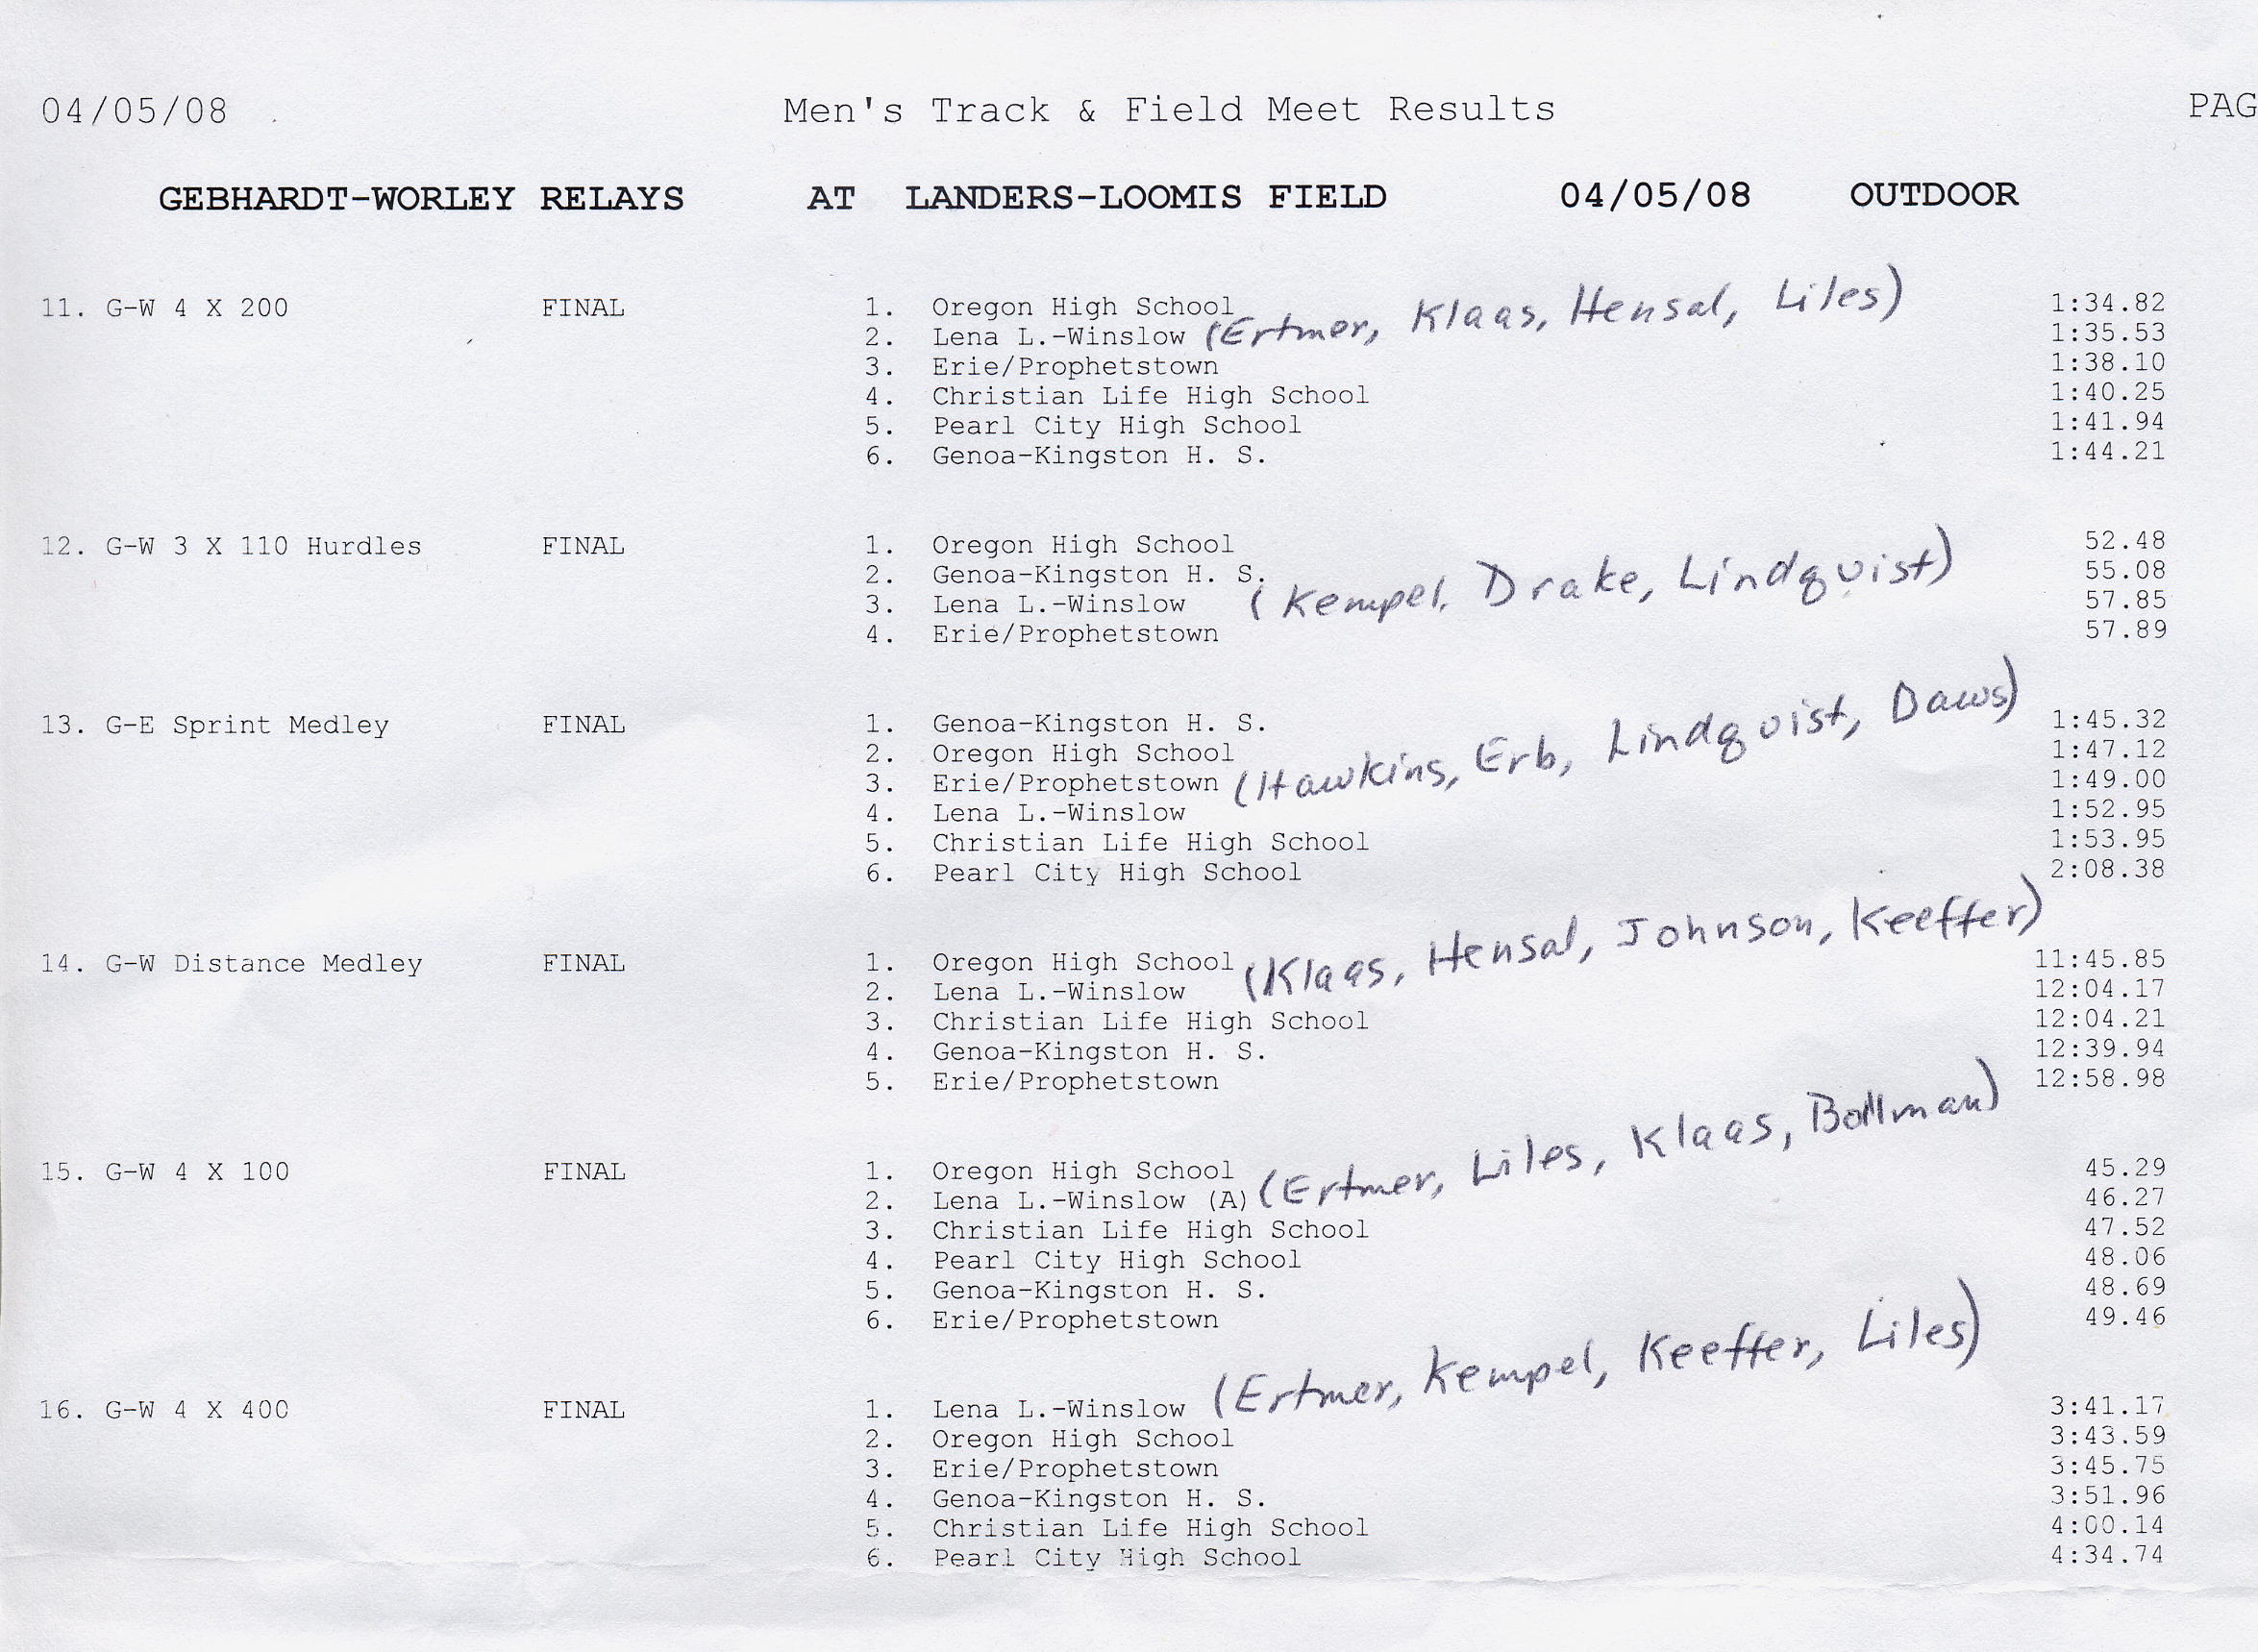 04/05/08 Men's Track & Field Meet Results PAG
GEBHARDT-WORLEY RELAYS AT LANDERS-LOOMIS FIELD 04/05/08 OUTDOOR
11. G-W 4 X 200 FINAL 1. Oregon High School 1:34.82
2. Lena L.-Winslow (Ertmer, Klaas, Hensal, Liles) 1:35.53
3. Erie/Prophetstown 1:38.10
4. Christian Life High School 1:40.25
5. Pearl City High School 1:41.94
6. Genoa-Kingston H. S. 1:44.21
12. G-W 3 X 110 Hurdles FINAL 1. Oregon High School 52.48
2. Genoa-Kingston H. S. 55.08
3. Lena L.-Winslow (Kempel, Drake, Lindquist) 57.85
4. Erie/Prophetstown 57.89
13. G-E Sprint Medley FINAL 1. Genoa-Kingston H. S. 1:45.32
2. Oregon High School 1:47.12
3. Erie/Prophetstown (Hawkins, Erb, Lindquist, Daws) 1:49.00
4. Lena L.-Winslow 1:52.95
5. Christian Life High School 1:53.95
6. Pearl City High School 2:08.38
14. G-W Distance Medley FINAL 1. Oregon High School (Klaas, Hensal, Johnson, Keeffer) 11:45.85
2. Lena L.-Winslow 12:04.17
3. Christian Life High School 12:04.21
4. Genoa-Kingston H. S. 12:39.94
5. Erie/Prophetstown 12:58.98
15. G-W 4 X 100 FINAL 1. Oregon High School 45.29
2. Lena L.-Winslow (A) (Ertmer, Liles, Klaas, Bollman) 46.27
3. Christian Life High School 47.52
4. Pearl City High School 48.06
5. Genoa-Kingston H. S. 48.69
6. Erie/Prophetstown 49.46
16. G-W 4 X 400 FINAL 1. Lena L.-Winslow (Ertmer, Kempel, Keeffer, Liles) 3:41.17
2. Oregon High School 3:43.59
3. Erie/Prophetstown 3:45.75
4. Genoa-Kingston H. S. 3:51.96
5. Christian Life High School 4:00.14
6. Pearl City High School 4:34.74